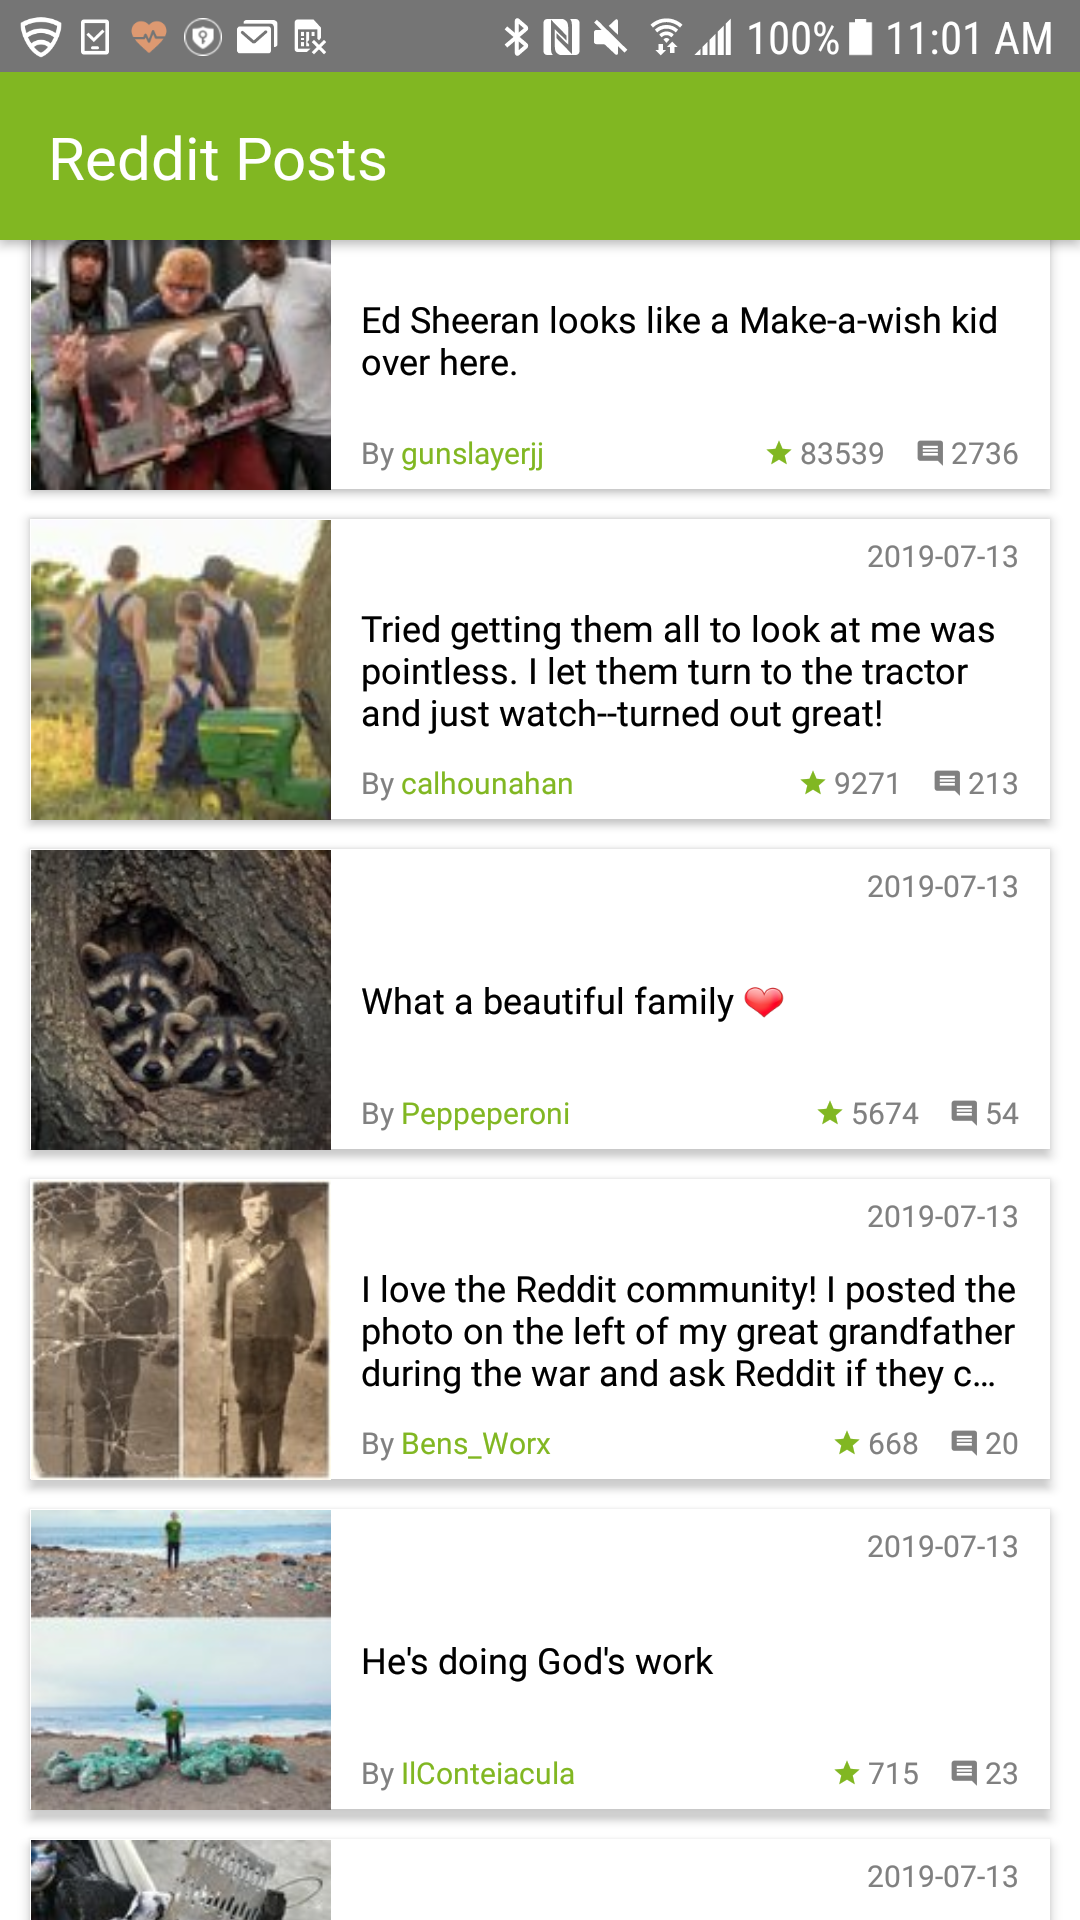 100% 11:01 AM
Reddit Posts
Ed Sheeran looks like a Make-a-wish kid
over here.
By gunslayerjj 83539 2736
2019-07-13
Tried getting them all to look at me was
pointless. I let them turn to the tractor
and just watch--turned out great!
By calhounahan 9271 213
2019-07-13
What a beautiful family ❤
By Peppeperoni 5674 54
2019-07-13
I love the Reddit community! I posted the
photo on the left of my great grandfather
during the war and ask Reddit if they c...
By Bens_Worx 668 20
2019-07-13
He's doing God's work
By IlConteiacula 715 23
2019-07-13